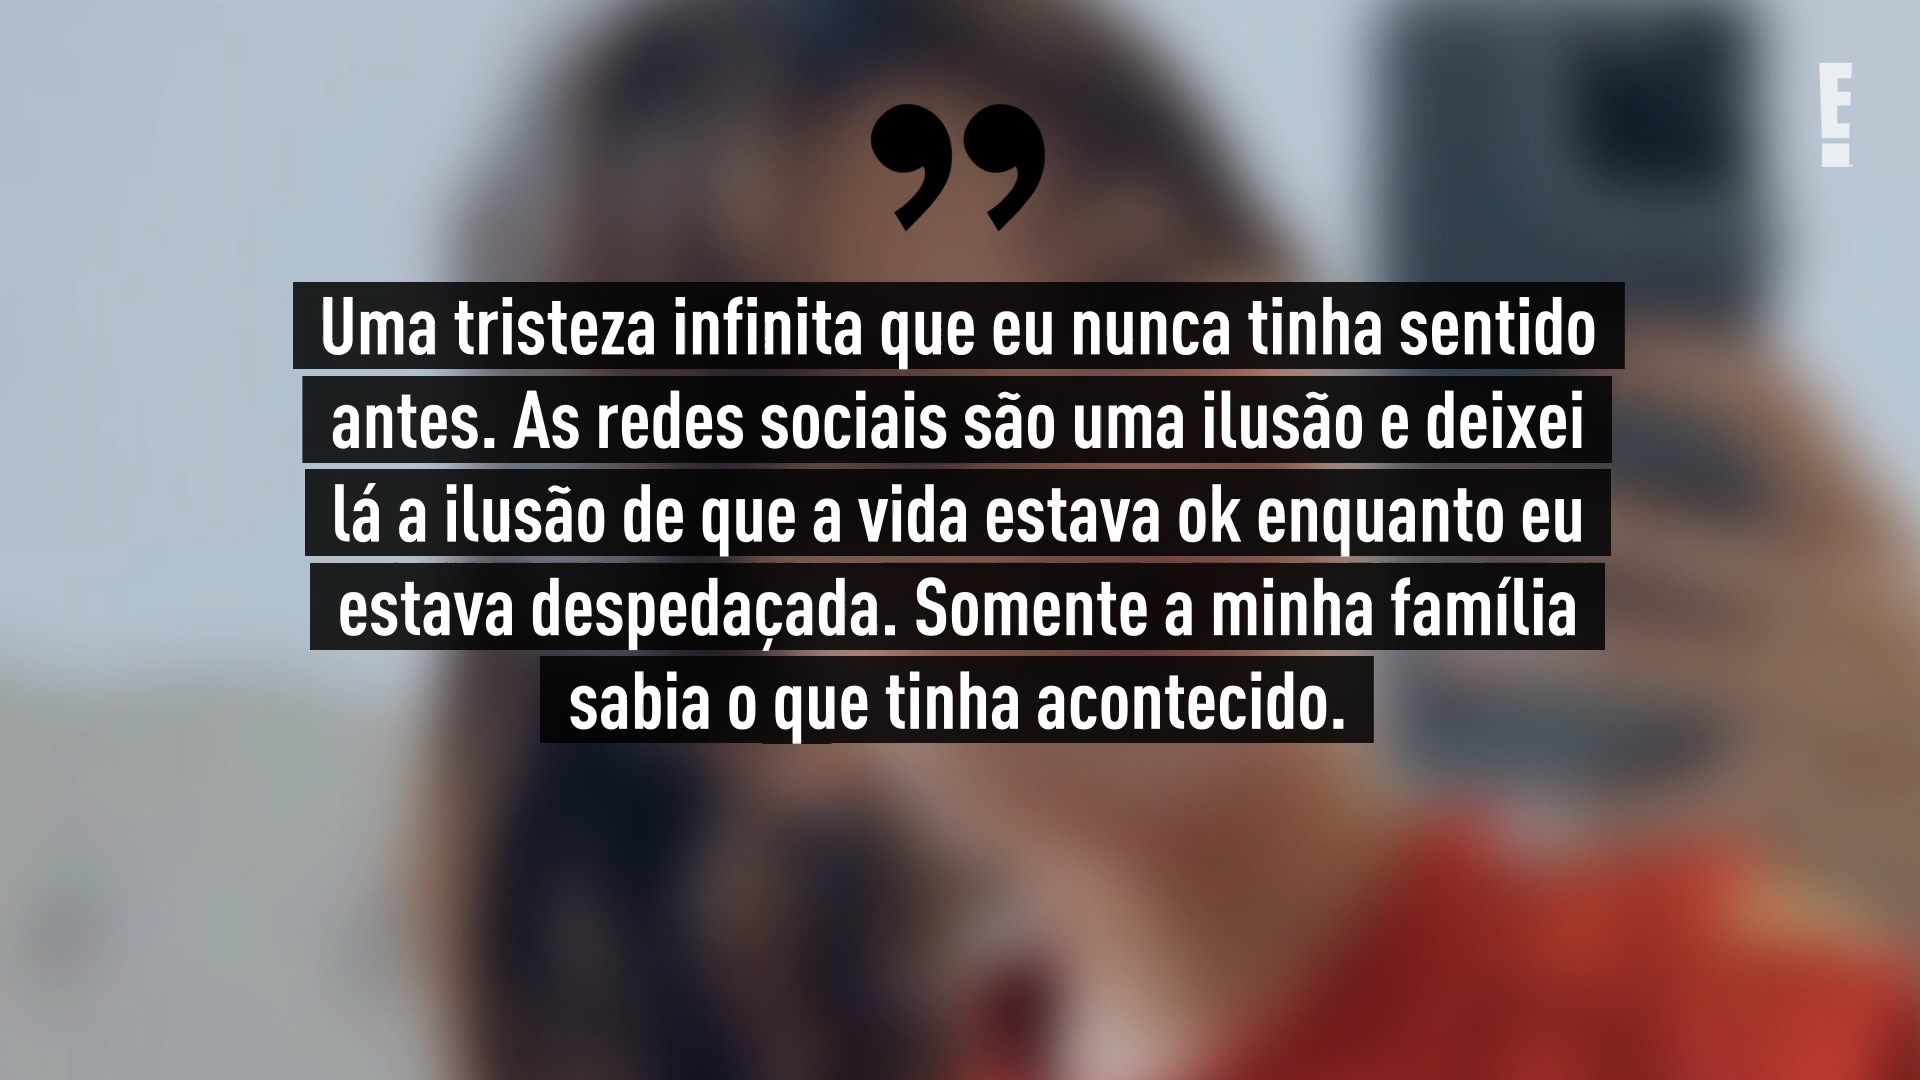 E!
”
Uma tristeza infinita que eu nunca tinha sentido
antes. As redes sociais são uma ilusão e deixei
lá a ilusão de que a vida estava ok enquanto eu
estava despedaçada. Somente a minha família
sabia o que tinha acontecido.